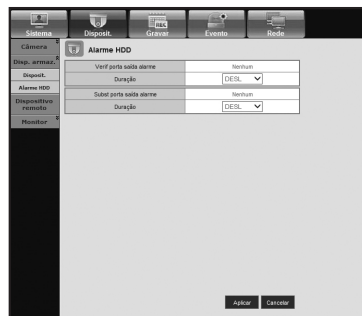 Sistema Disposit. Gravar Evento Rede
REC
Câmera
Disp. armaz.
Disposit.
Alarme HDD
Dispositivo remoto
Monitor
Alarme HDD
Verif porta saída alarme Nenhum
Duração DESL
Subst porta saída alarme Nenhum
Duração DESL
Aplicar Cancelar